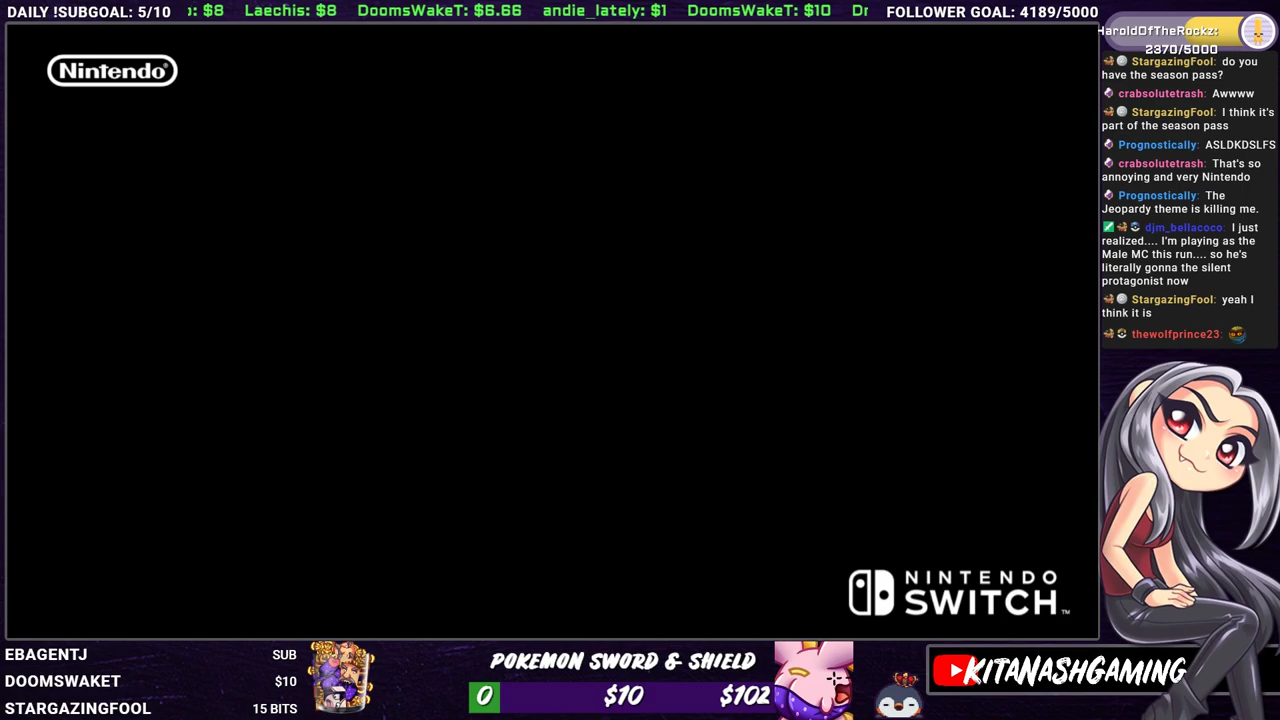 DAILY !SUBGOAL: 5/10
: $8 Laechis: $8 DoomsWakeT: $6.66 andie_lately: $1 DoomsWakeT: $10 Dr
FOLLOWER GOAL: 4189/5000
HaroldOfTheRockz:
2370/5000
Nintendo
StargazingFool: do you
have the season pass?
crabsolutetrash: Awwww
StargazingFool: I think it's
part of the season pass
Prognostically: ASLDKDSLFS
crabsolutetrash: That's so
annoying and very Nintendo
Prognostically: The
Jeopardy theme is killing me.
djm_bellacoco: I just
realized.... I'm playing as the
Male MC this run.... so he's
literally gonna the silent
protagonist now
StargazingFool: yeah I
think it is
thewolfprince23:
NINTENDO
SWITCH™
EBAGENTJ SUB
DOOMSWAKET $10
STARGAZINGFOOL 15 BITS
POKEMON SWORD & SHIELD
0 $10 $102
KITANASHGAMING